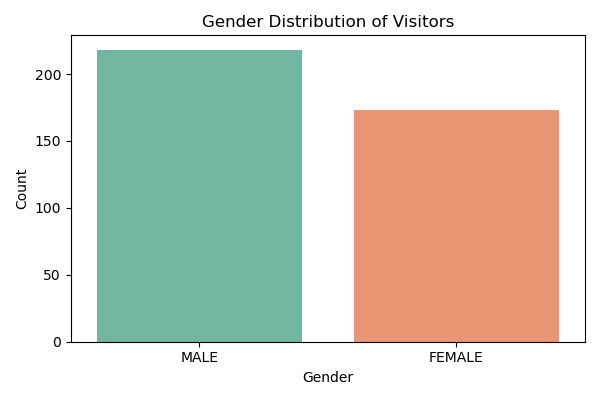 Gender Distribution of Visitors
200
150
100
50
0
Count
MALE FEMALE
Gender